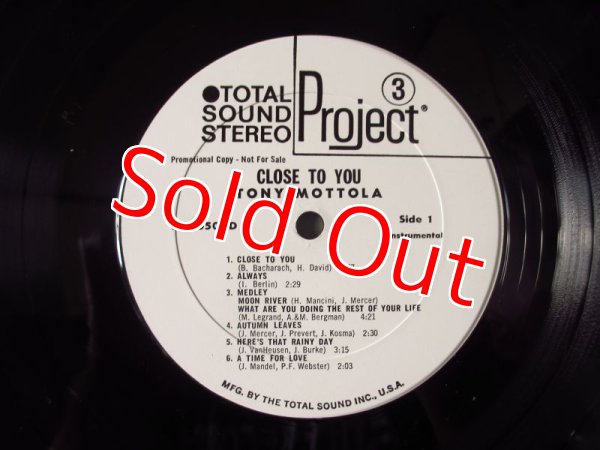 TOTAL
SOUND
STEREO
Project®
3
Promotional Copy - Not For Sale
CLOSE TO YOU
TONY MOTTOLA
Side 1
Instrumental
1. CLOSE TO YOU
(B. Bacharach, H. David)
2. ALWAYS
(I. Berlin) 2:29
3. MEDLEY
MOON RIVER (H. Mancini, J. Mercer)
WHAT ARE YOU DOING THE REST OF YOUR LIFE
(M. Legrand, A.&M. Bergman) 4:21
4. AUTUMN LEAVES
(J. Mercer, J. Prevert, J. Kosma) 2:30
5. HERE'S THAT RAINY DAY
(J. VanHeusen, J. Burke) 3:15
6. A TIME FOR LOVE
(J. Mandel, P.F. Webster) 2:03
MFG. BY THE TOTAL SOUND INC., U.S.A.
Sold Out